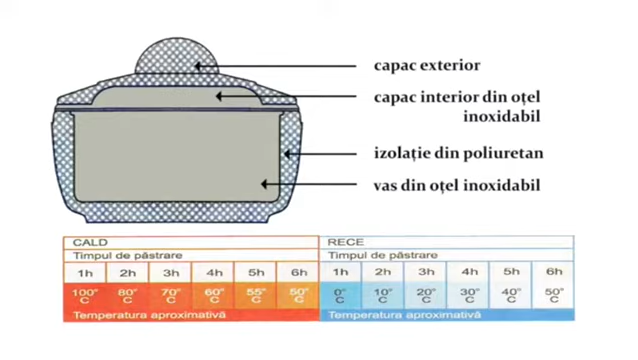 capac exterior
capac interior din oțel
inoxidabil
izolație din poliuretan
vas din oțel inoxidabil
CALD
RECE
Timpul de păstrare
Timpul de păstrare
1h 2h 3h 4h 5h 6h
1h 2h 3h 4h 5h 6h
100° C 80° C 70° C 60° C 55° C 50° C
0° C 10° C 20° C 30° C 40° C 50° C
Temperatura aproximativă
Temperatura aproximativă